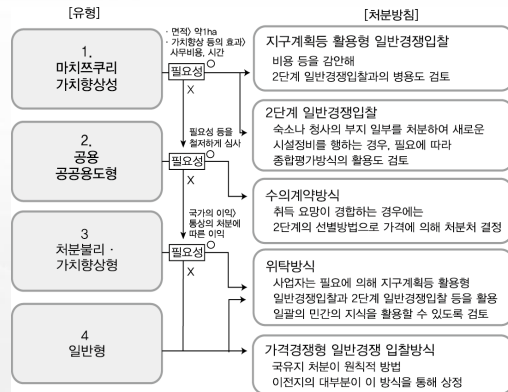 [유형]
[처분방침]
1.
마치쯔쿠리
가치향상성
· 면적> 약1ha
· 가치향상 등의 효과>
사무비용, 시간
필요성
○
X
지구계획등 활용형 일반경쟁입찰
비용 등을 감안해
2단계 일반경쟁입찰과의 병용도 검토
2단계 일반경쟁입찰
숙소나 청사의 부지 일부를 처분하여 새로운
시설정비를 행하는 경우, 필요에 따라
종합평가방식의 활용도 검토
2.
공용
공공용도형
필요성 등을
철저하게 심사
필요성
○
X
수의계약방식
취득 요망이 경합하는 경우에는
2단계의 선별방법으로 가격에 의해 처분처 결정
3
처분불리 ·
가치향상형
국가의 이익>
통상의 처분에
따른 이익
필요성
○
X
위탁방식
사업자는 필요에 의해 지구계획등 활용형
일반경쟁입찰과 2단계 일반경쟁입찰 등을 활용
일괄의 민간의 지식을 활용할 수 있도록 검토
4
일반형
가격경쟁형 일반경쟁 입찰방식
국유지 처분이 원칙적 방법
이전지의 대부분이 이 방식을 통해 상정